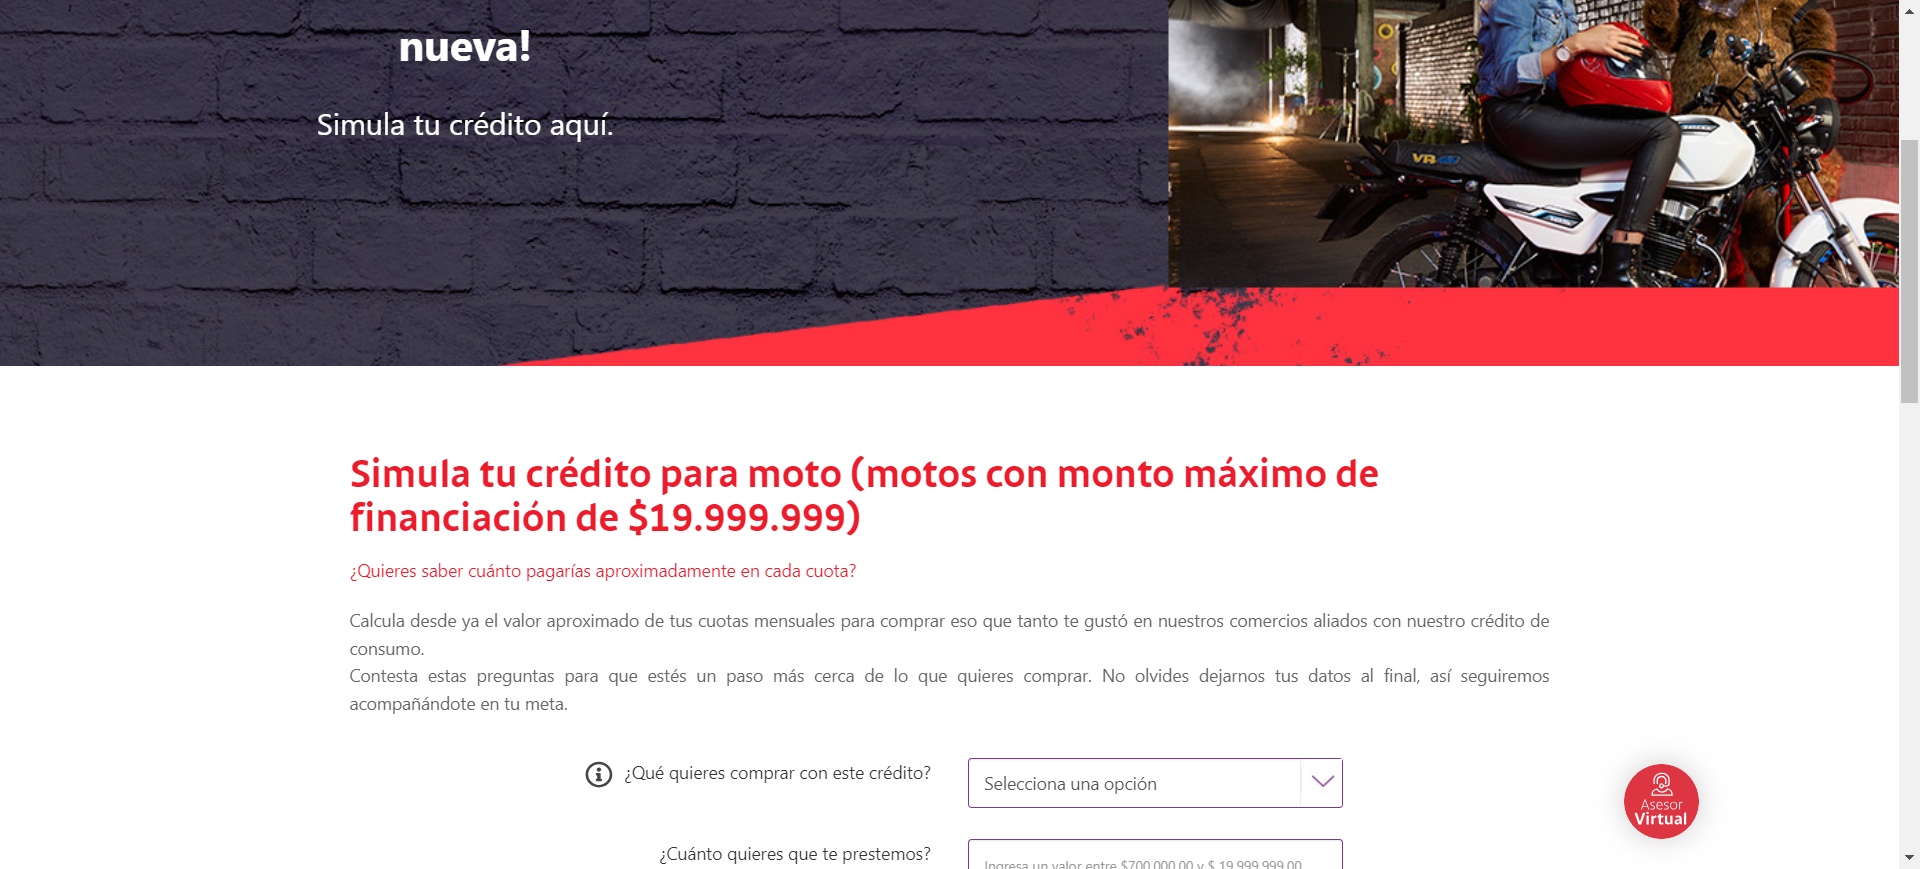 nueva!
Simula tu crédito aquí.
VR
Simula tu crédito para moto (motos con monto máximo de
financiación de $19.999.999)
¿Quieres saber cuánto pagarías aproximadamente en cada cuota?
Calcula desde ya el valor aproximado de tus cuotas mensuales para comprar eso que tanto te gustó en nuestros comercios aliados con nuestro crédito de
consumo.
Contesta estas preguntas para que estés un paso más cerca de lo que quieres comprar. No olvides dejarnos tus datos al final, así seguiremos
acompañándote en tu meta.
¿Qué quieres comprar con este crédito?
Selecciona una opción
Asesor
Virtual
¿Cuánto quieres que te prestemos?
Ingresa un valor entre $700.000,00 y $ 19.999.999,00